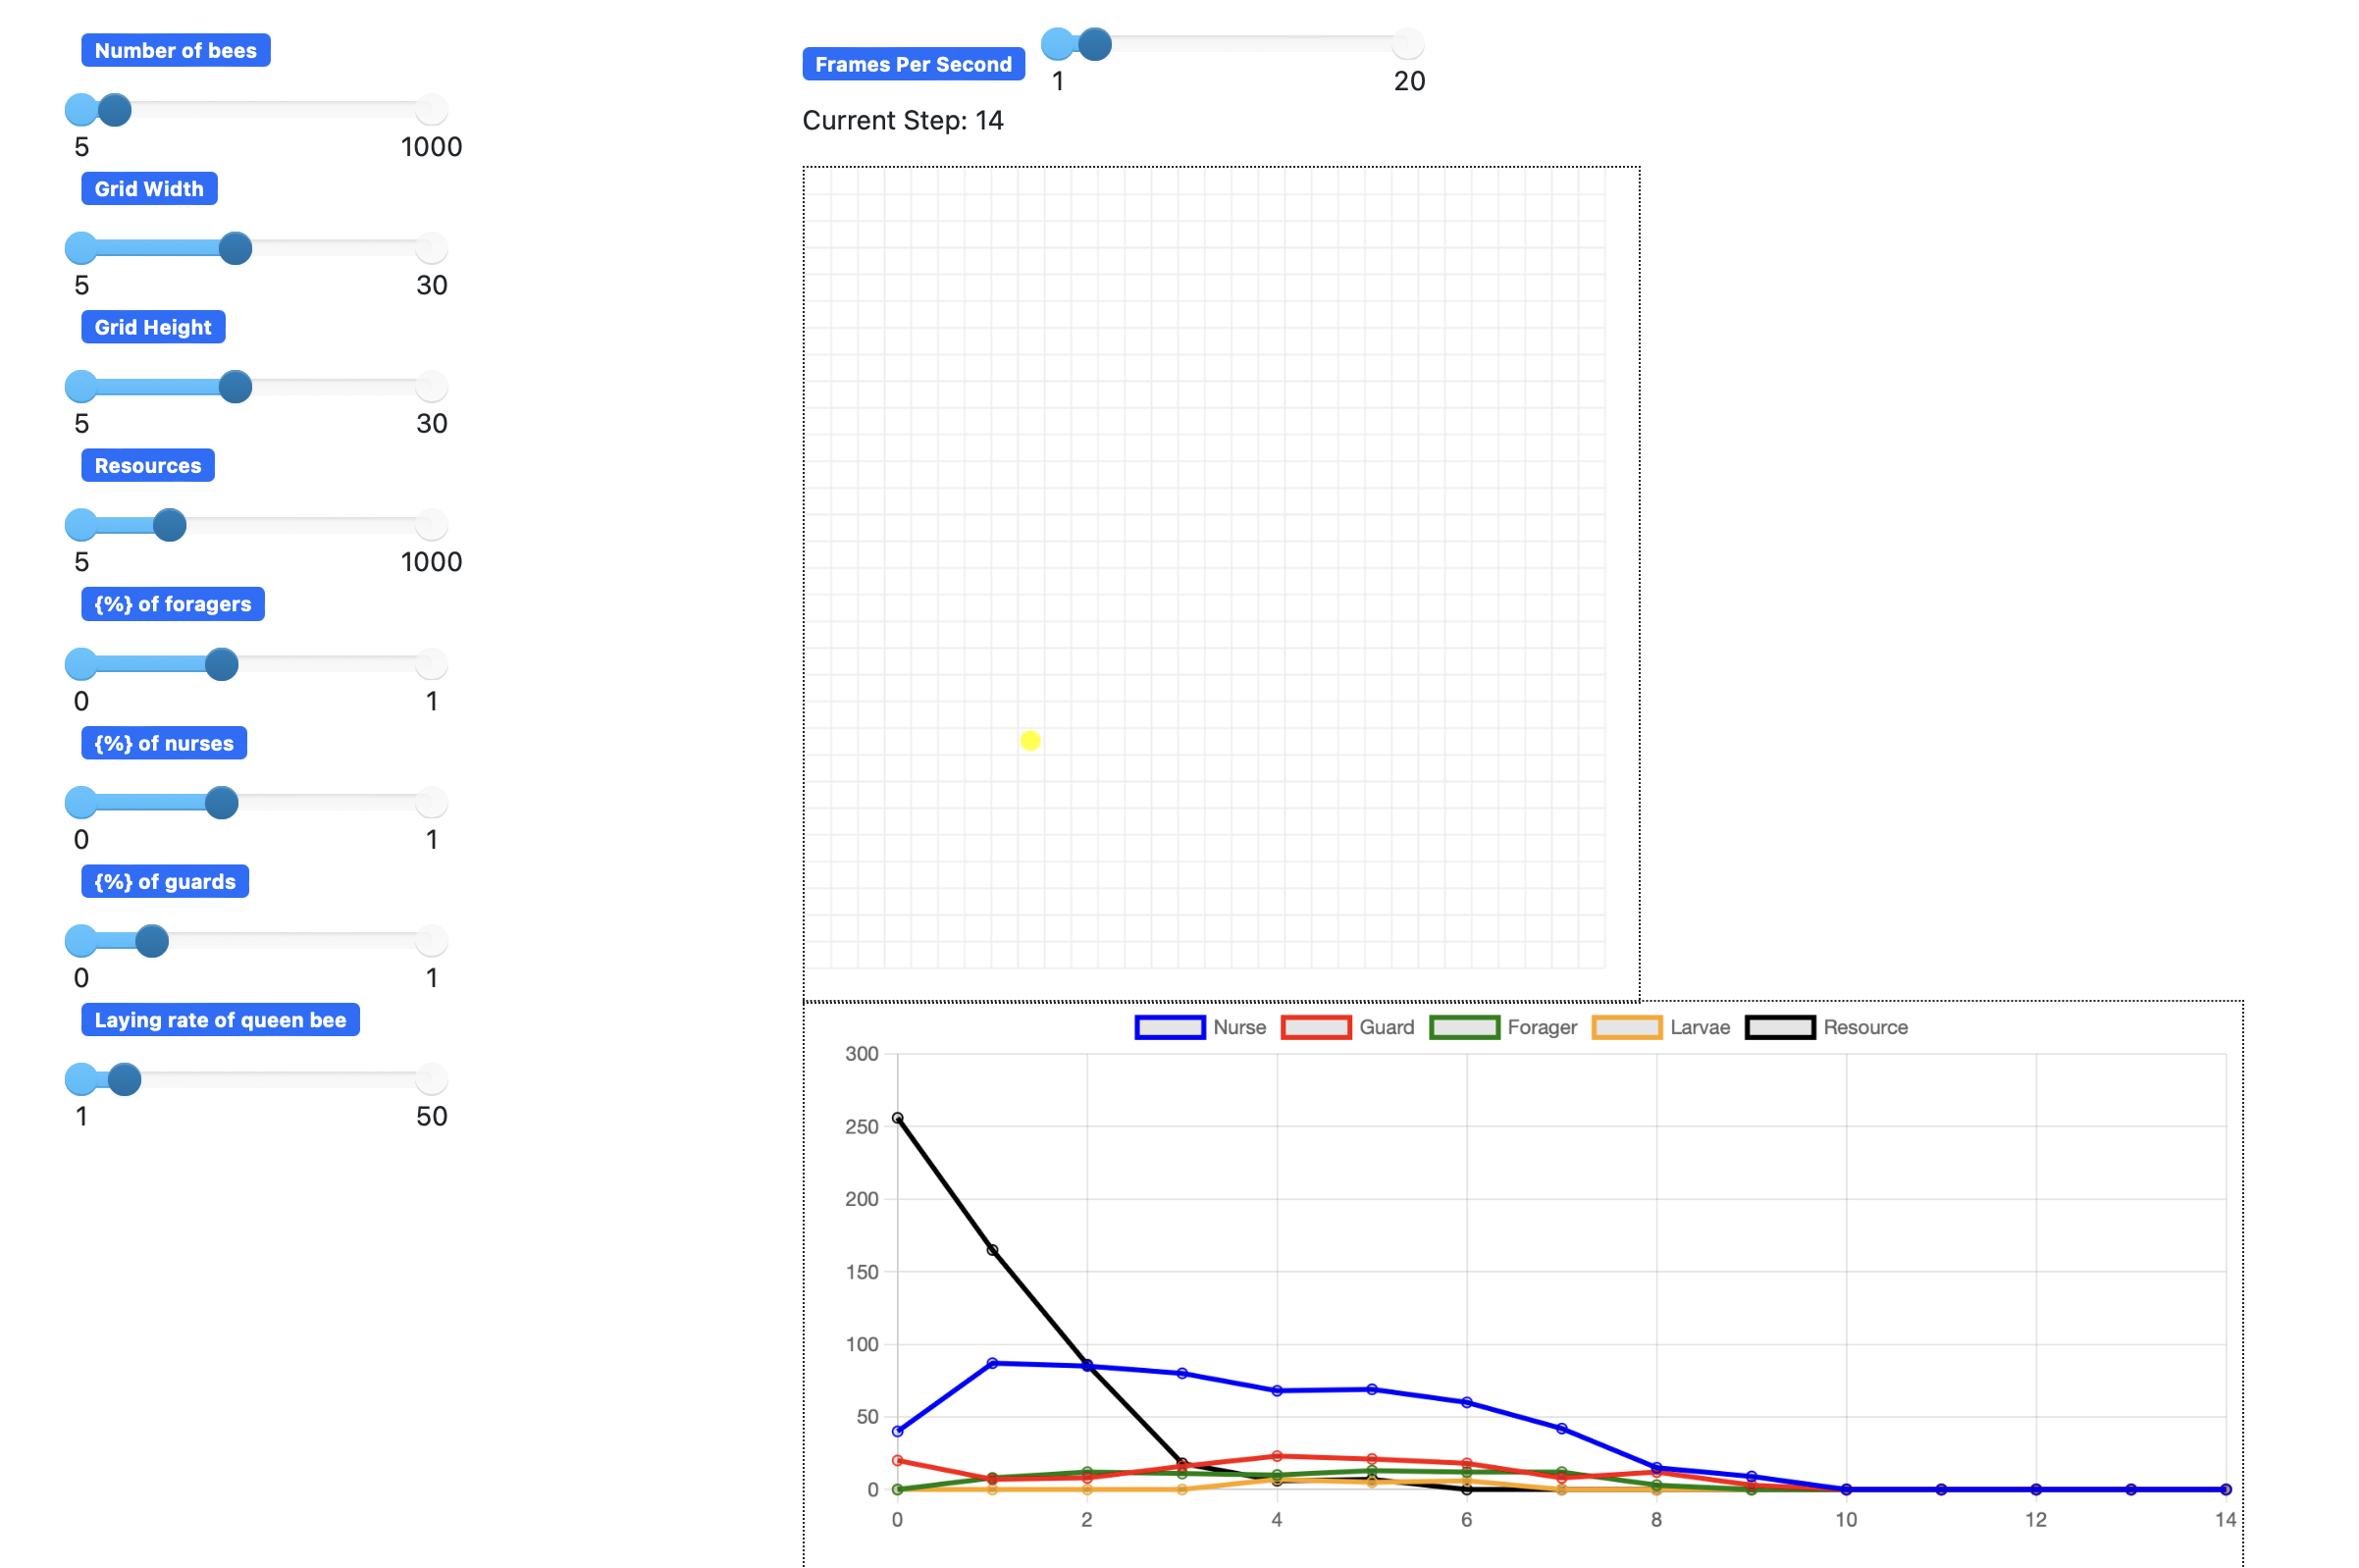 Number of bees
5 1000
Grid Width
5 30
Grid Height
5 30
Resources
5 1000
{%} of foragers
0 1
{%} of nurses
0 1
{%} of guards
0 1
Laying rate of queen bee
1 50
Frames Per Second
1 20
Current Step: 14
Nurse Guard Forager Larvae Resource
300
250
200
150
100
50
0
0 2 4 6 8 10 12 14